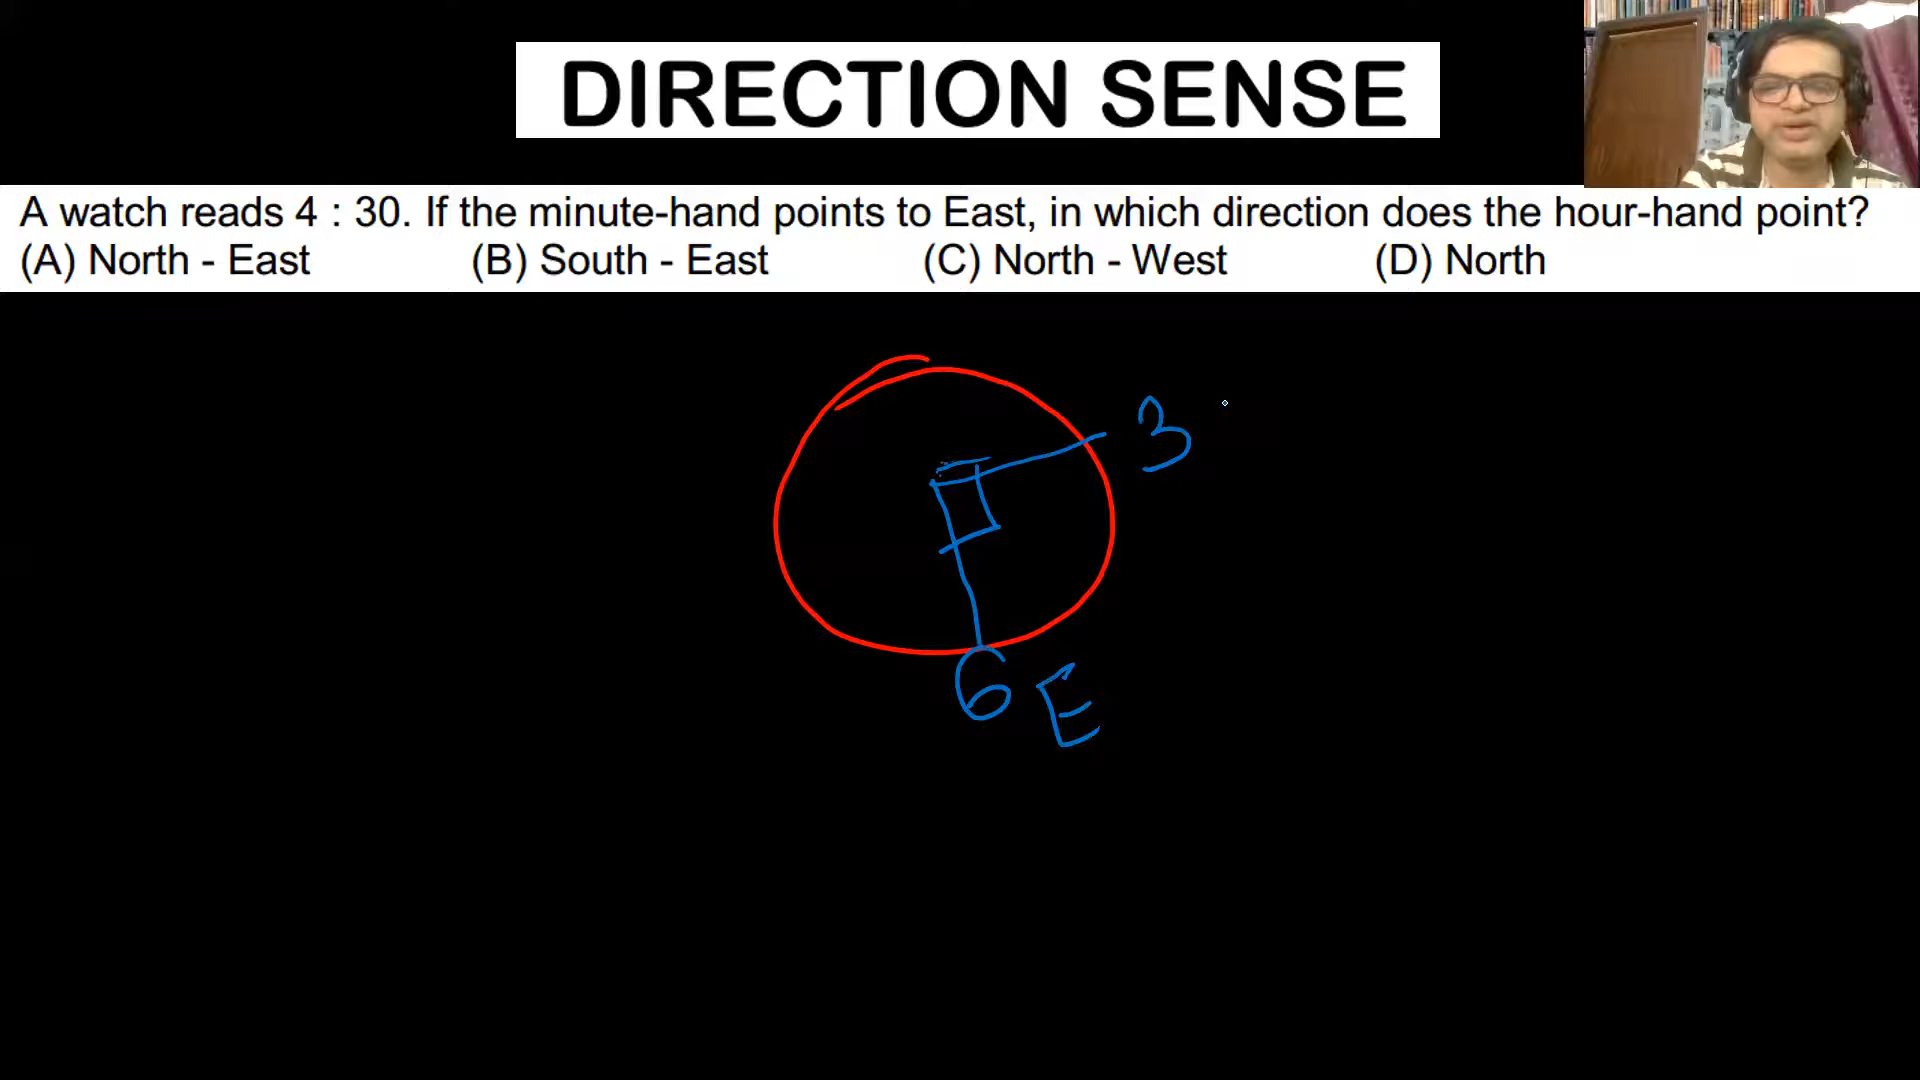 DIRECTION SENSE
A watch reads 4 : 30. If the minute-hand points to East, in which direction does the hour-hand point?
(A) North - East (B) South - East (C) North - West (D) North
3
6 E